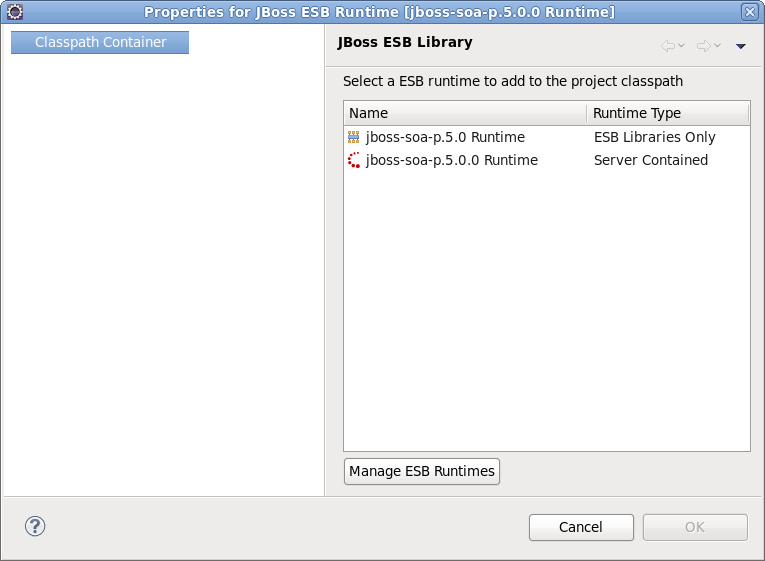 Properties for JBoss ESB Runtime [jboss-soa-p.5.0.0 Runtime]
Classpath Container
JBoss ESB Library
Select a ESB runtime to add to the project classpath
Name Runtime Type
jboss-soa-p.5.0 Runtime ESB Libraries Only
jboss-soa-p.5.0.0 Runtime Server Contained
Manage ESB Runtimes
?
Cancel OK